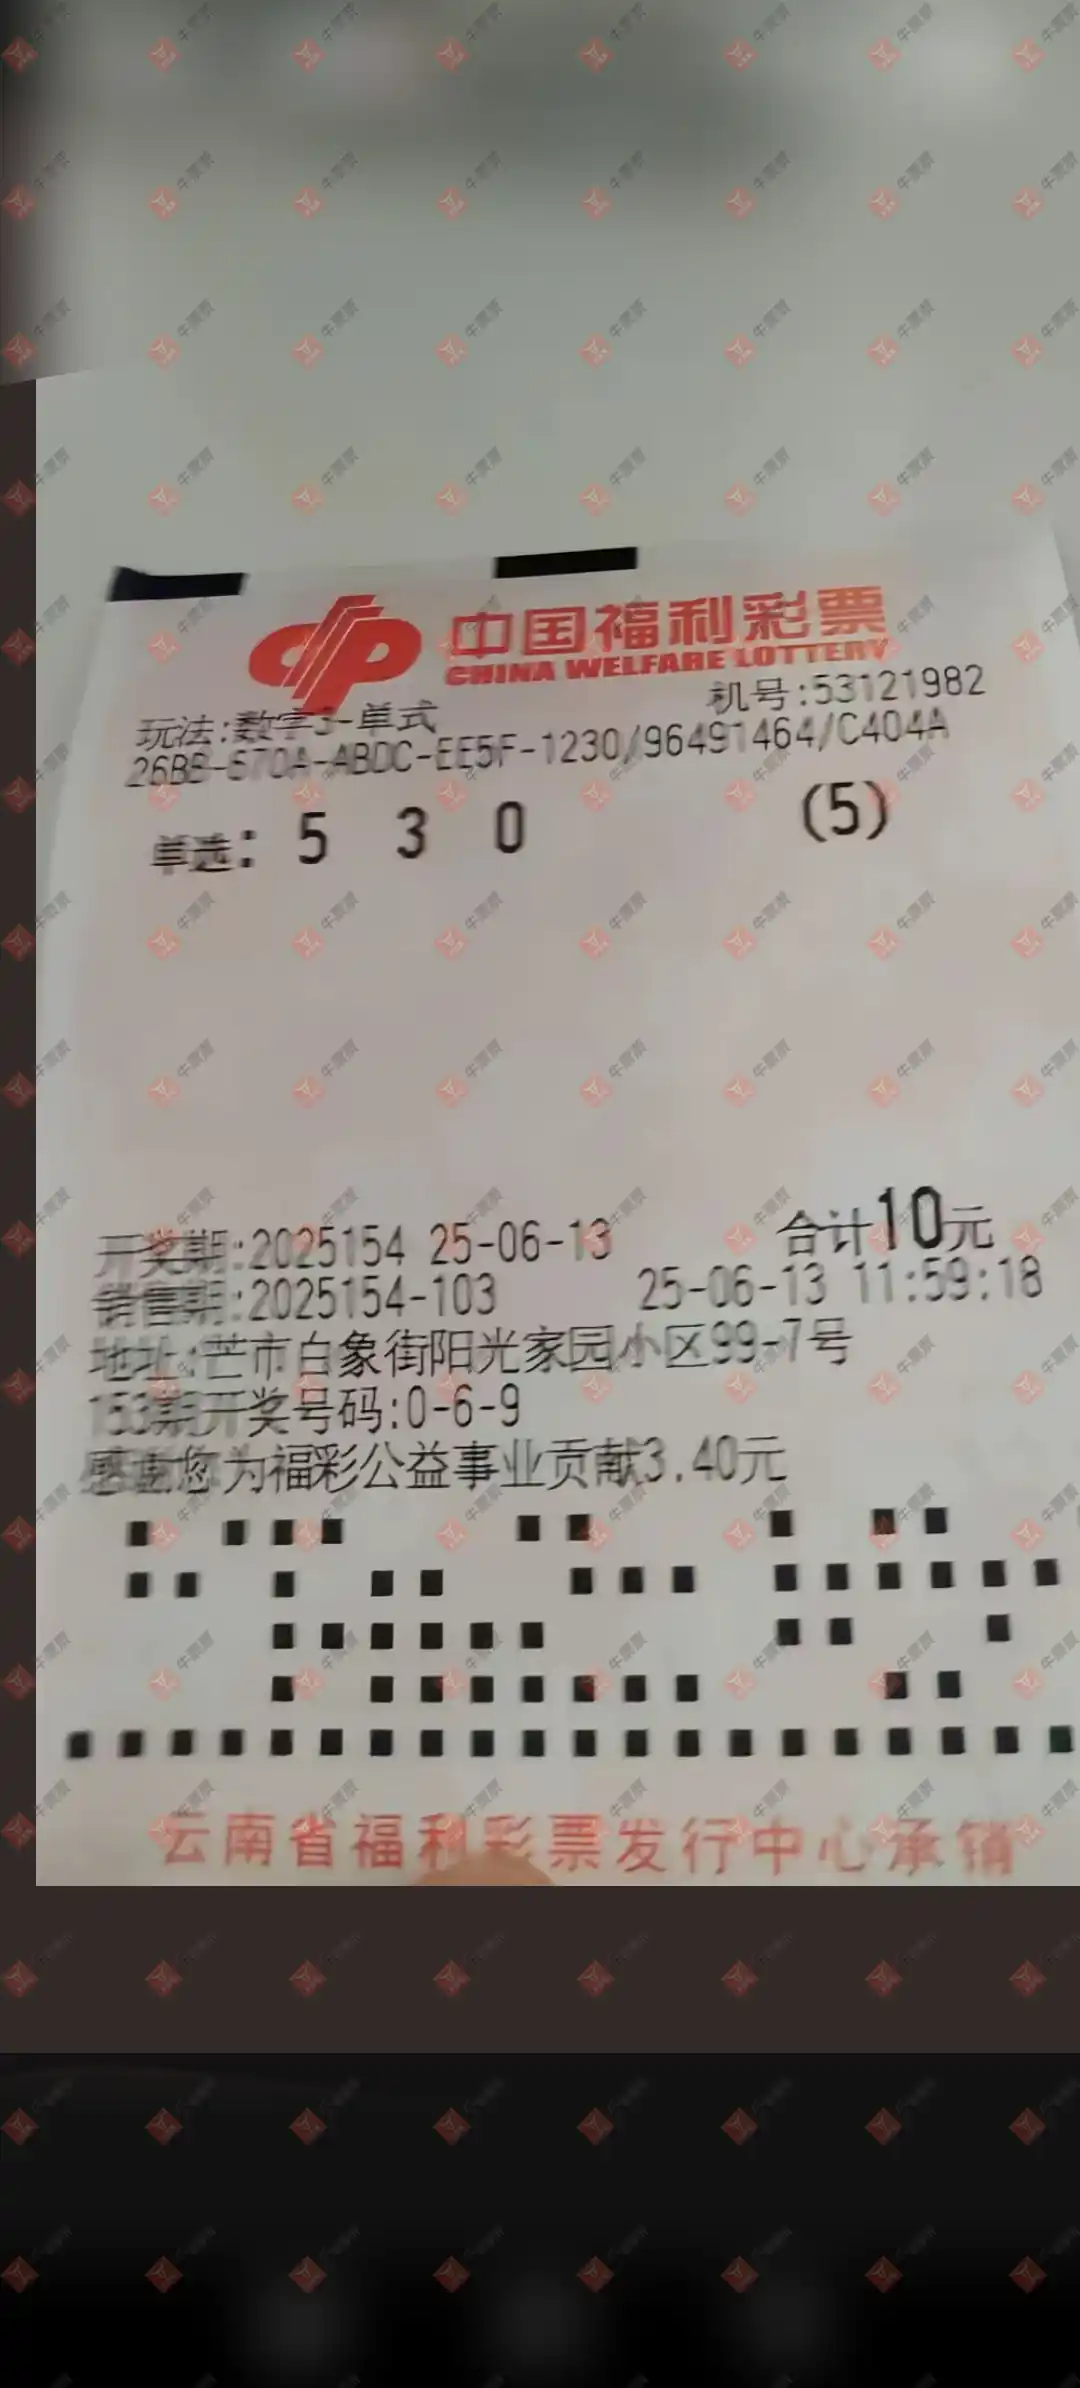 中国福利彩票
CHINA WELFARE LOTTERY
机号:53121982
玩法:数字3-单式
26BB-670A-ABDC-EE5F-1230/96491464/C404A
单选: 5 3 0 (5)
开奖期:2025154 25-06-13 合计10元
销售期:2025154-103 25-06-13 11:59:18
地址:芒市白象街阳光家园小区99-7号
153期开奖号码:0-6-9
感谢您为福彩公益事业贡献3.40元
云南省福利彩票发行中心承销
牛票票